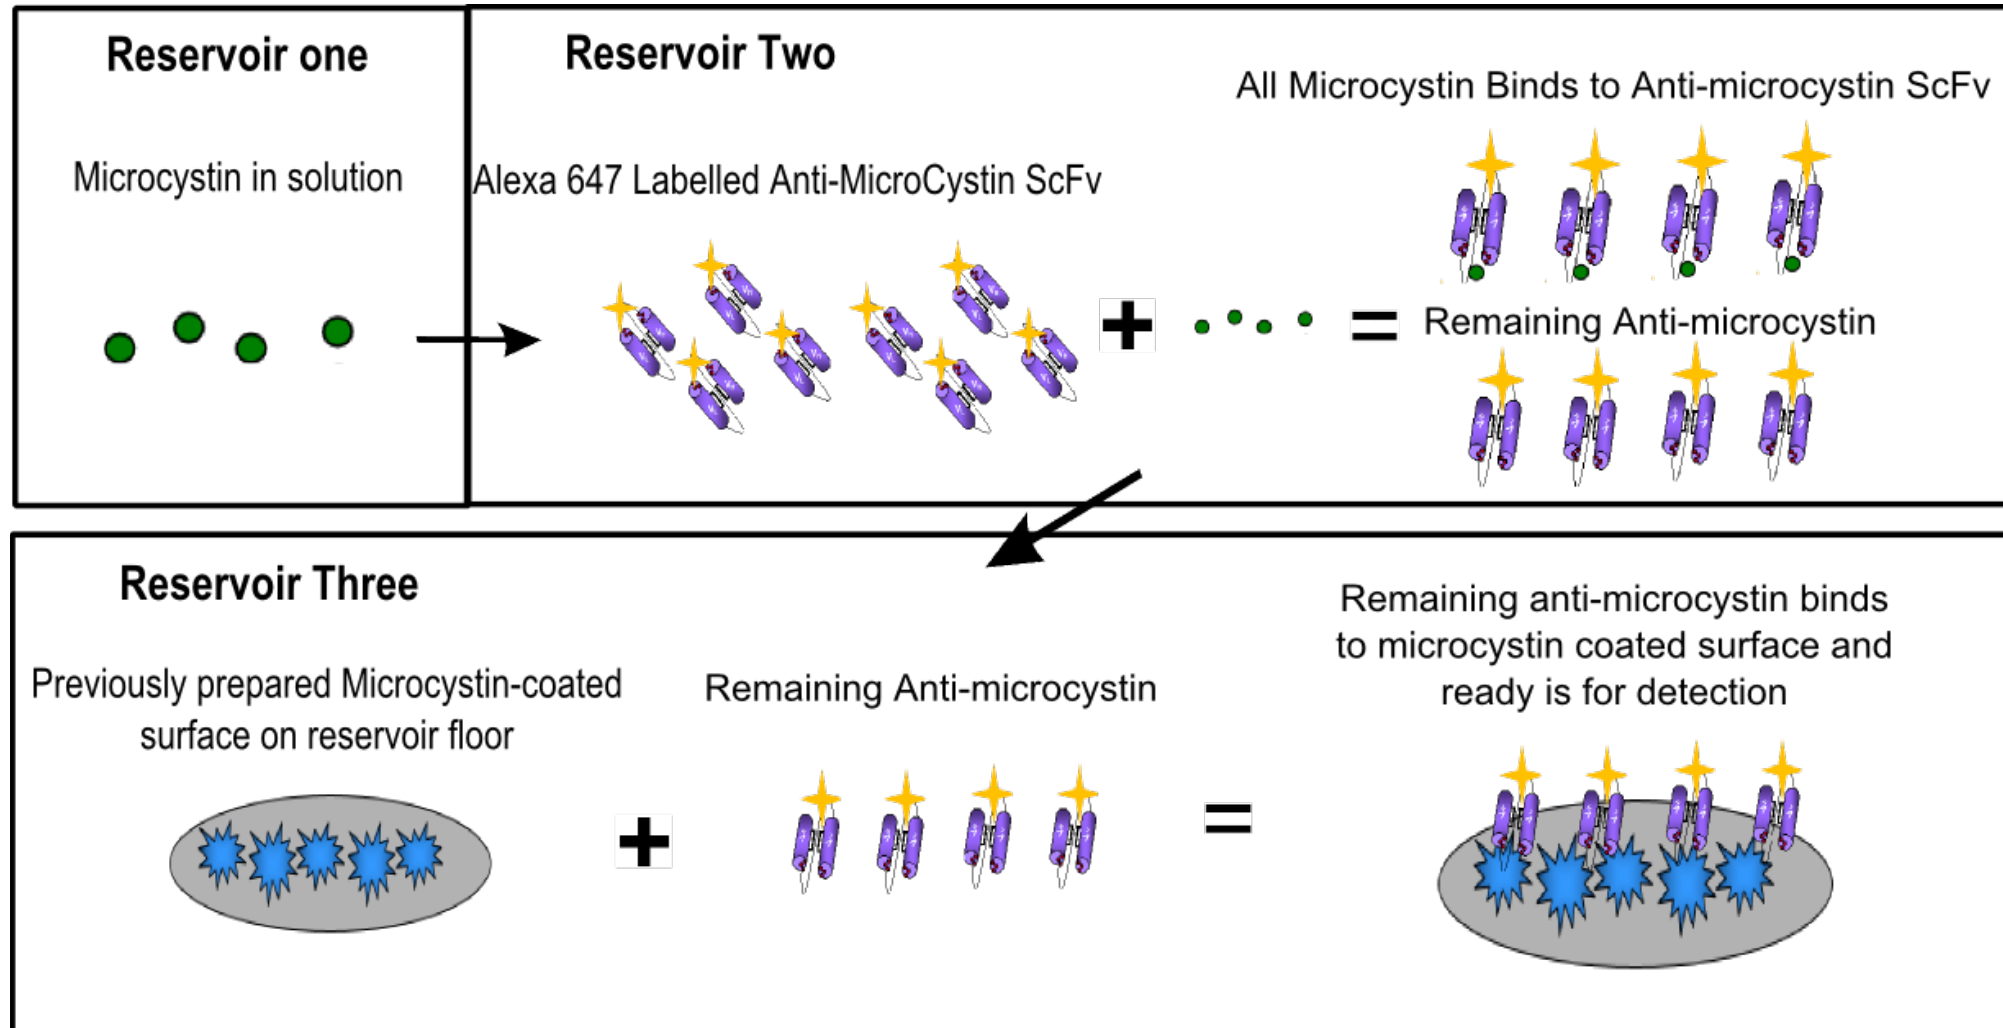 Reservoir one
Microcystin in solution
Reservoir Two
Alexa 647 Labelled Anti-MicroCystin ScFv
All Microcystin Binds to Anti-microcystin ScFv
Remaining Anti-microcystin
Reservoir Three
Previously prepared Microcystin-coated
surface on reservoir floor
Remaining Anti-microcystin
Remaining anti-microcystin binds
to microcystin coated surface and
ready is for detection